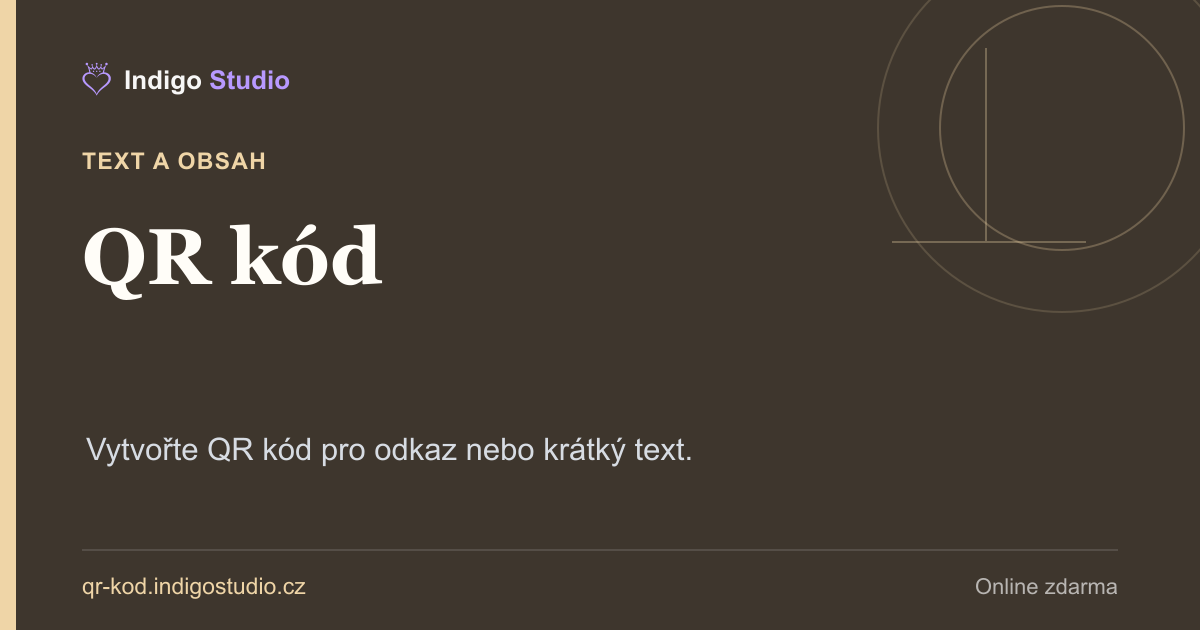 Indigo Studio
TEXT A OBSAH
QR kód
Vytvořte QR kód pro odkaz nebo krátký text.
qr-kod.indigostudio.cz
Online zdarma